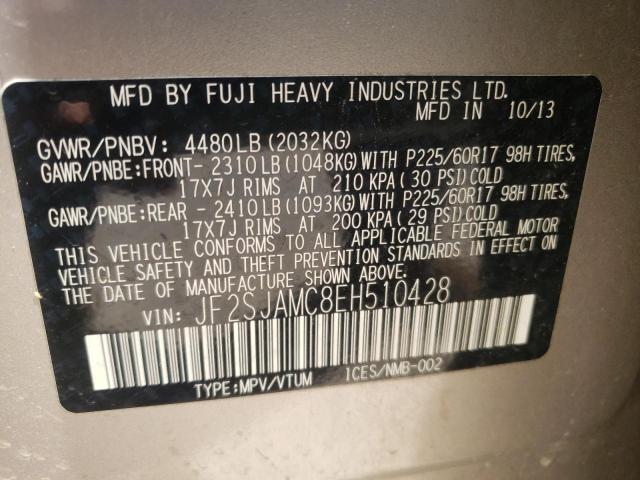 MFD BY FUJI HEAVY INDUSTRIES LTD.
MFD IN 10/13
GVWR/PNBV: 4480LB (2032KG)
GAWR/PNBE:FRONT- 2310LB (1048KG)WITH P225/60R17 98H TIRES,
17X7J RIMS AT 210 KPA ( 30 PSI)COLD
GAWR/PNBE:REAR - 2410LB (1093KG)WITH P225/60R17 98H TIRES,
17X7J RIMS AT 200 KPA ( 29 PSI)COLD
THIS VEHICLE CONFORMS TO ALL APPLICABLE FEDERAL MOTOR
VEHICLE SAFETY AND THEFT PREVENTION STANDARDS IN EFFECT ON
THE DATE OF MANUFACTURE SHOWN ABOVE.
VIN: JF2SJAMC8EH510428
TYPE:MPV/VTUM ICES/NMB-002